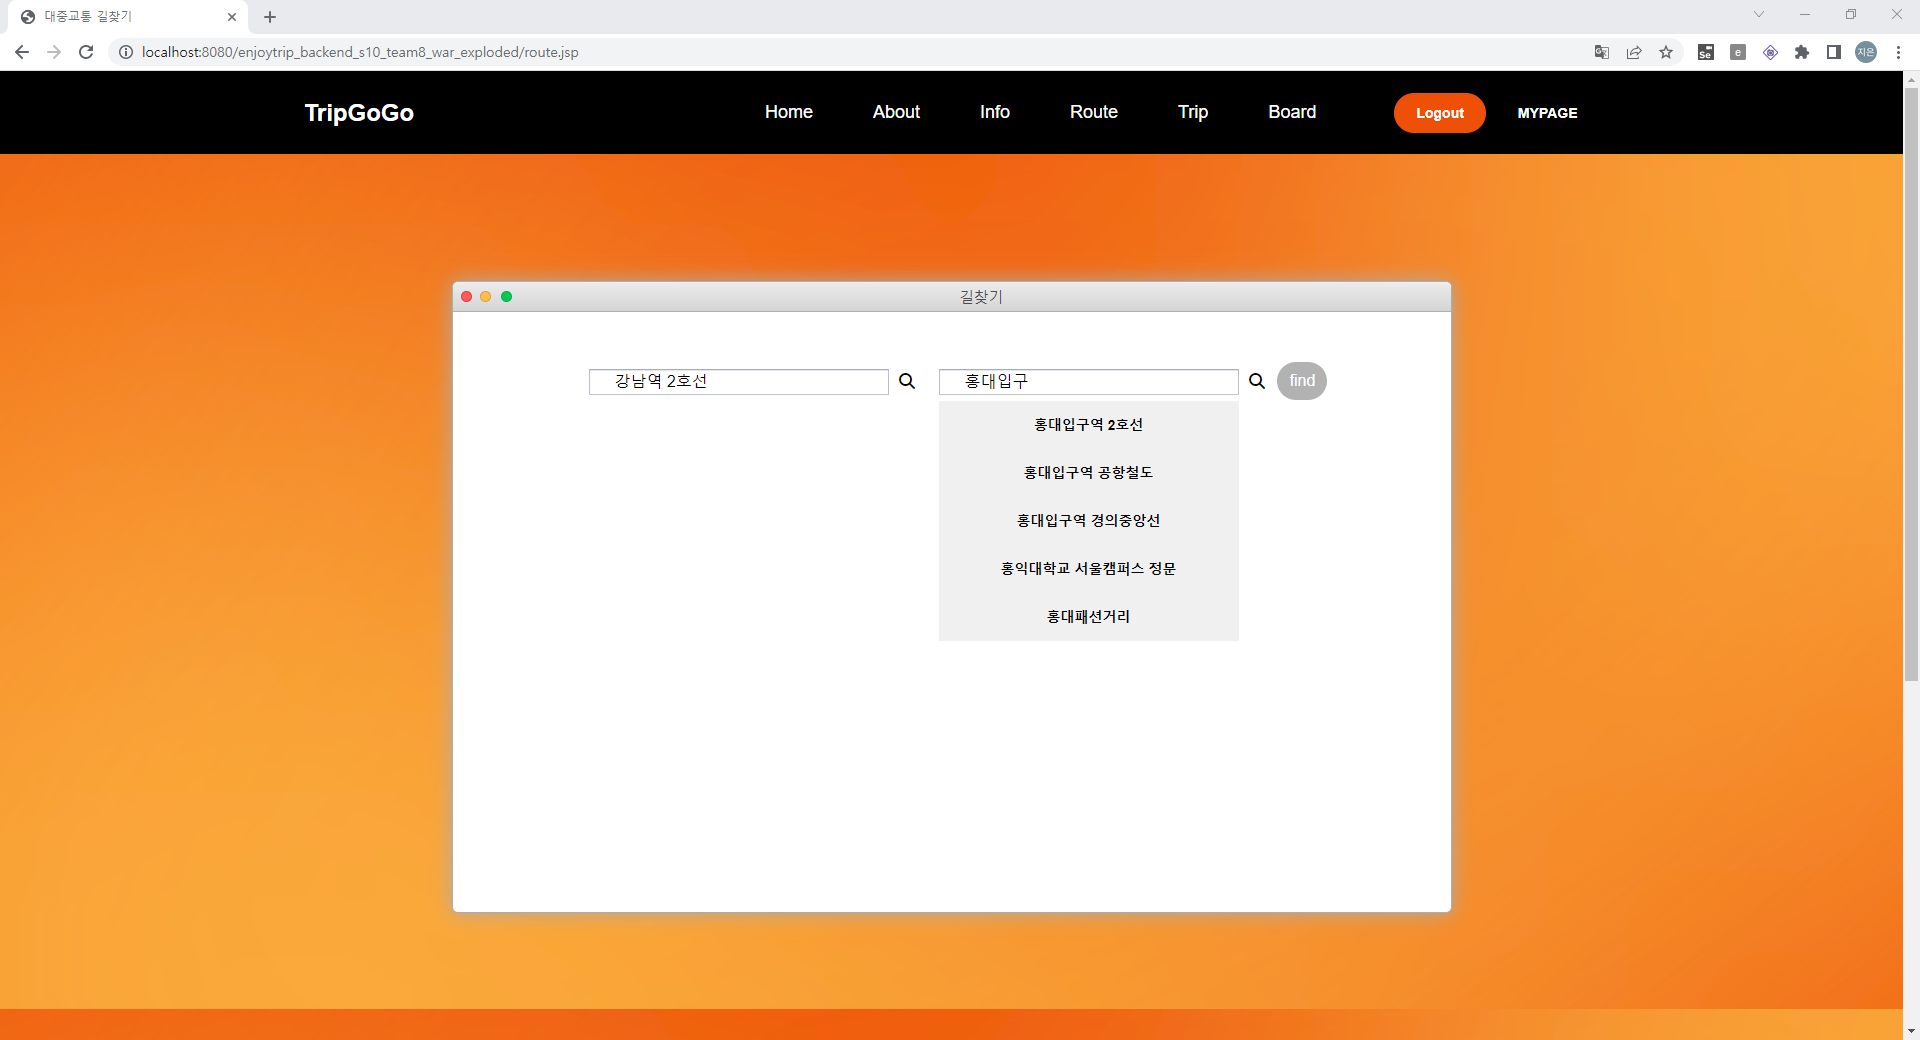 대중교통 길찾기
localhost:8080/enjoytrip_backend_s10_team8_war_exploded/route.jsp
Se
e
지은
TripGoGo
Home
About
Info
Route
Trip
Board
Logout
MYPAGE
길찾기
강남역 2호선
홍대입구
find
홍대입구역 2호선
홍대입구역 공항철도
홍대입구역 경의중앙선
홍익대학교 서울캠퍼스 정문
홍대패션거리